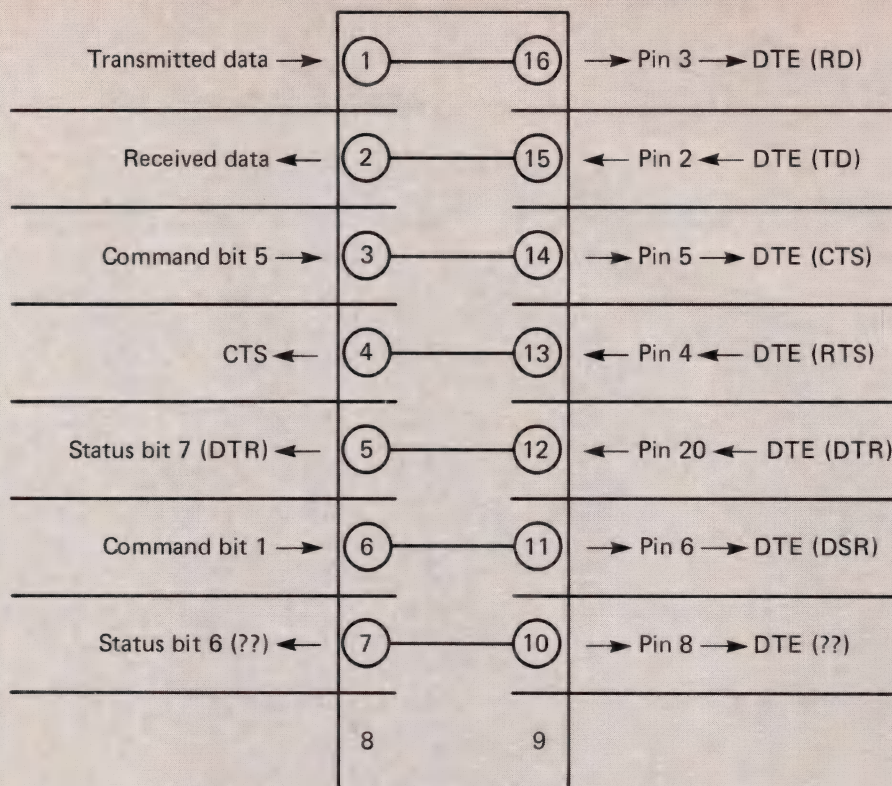 Transmitted data → 1 16 → Pin 3 → DTE (RD)
Received data ← 2 15 ← Pin 2 ← DTE (TD)
Command bit 5 → 3 14 → Pin 5 → DTE (CTS)
CTS ← 4 13 ← Pin 4 ← DTE (RTS)
Status bit 7 (DTR) ← 5 12 ← Pin 20 ← DTE (DTR)
Command bit 1 → 6 11 → Pin 6 → DTE (DSR)
Status bit 6 (??) ← 7 10 → Pin 8 → DTE (??)
8 9